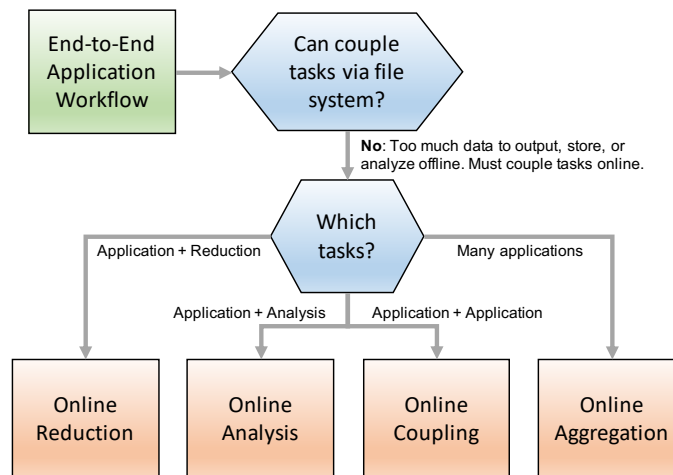 End-to-End
Application
Workflow
Can couple
tasks via file
system?
No: Too much data to output, store, or
analyze offline. Must couple tasks online.
Which
tasks?
Application + Reduction
Many applications
Application + Analysis
Application + Application
Online
Reduction
Online
Analysis
Online
Coupling
Online
Aggregation